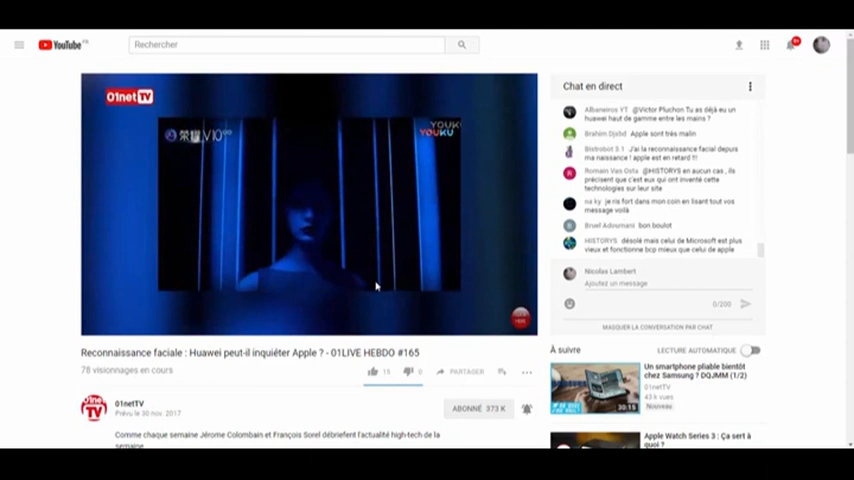 YouTube FR
Rechercher
9+
01net TV
荣耀 V10
YOUKU
YOUKU
Reconnaissance faciale : Huawei peut-il inquiéter Apple ? - 01LIVE HEBDO #165
78 visionnages en cours
15
0
PARTAGER
01netTV
Prévu le 30 nov. 2017
ABONNÉ 373 K
Comme chaque semaine Jérome Colombain et François Sorel débriefent l'actualité high-tech de la
semaine
Chat en direct
Albaneiros YT @Victor Pluchon Tu as déjà eu un
huawei haut de gamme entre les mains ?
Brahim Djebd Apple sont très malin
Bistrobot 3.1 J'ai la reconnaissance facial depuis
ma naissance ! apple est en retard !!
Romain Van Osta @HISTORYS en aucun cas , ils
précisent que c'est eux qui ont inventé cette
technologies sur leur site
na ky je ris fort dans mon coin en lisant tout vos
message voilà
Bruel Adoumani bon boulot
HISTORYS désolé mais celui de Microsoft est plus
vieux et fonctionne bcp mieux que celui de apple
Nicolas Lambert
Ajoutez un message
0/200
MASQUER LA CONVERSATION PAR CHAT
À suivre
LECTURE AUTOMATIQUE
Un smartphone pliable bientôt
chez Samsung ? DQJMM (1/2)
01netTV
43 k vues
Nouveau
30:15
Apple Watch Series 3 : Ça sert à
quoi ?